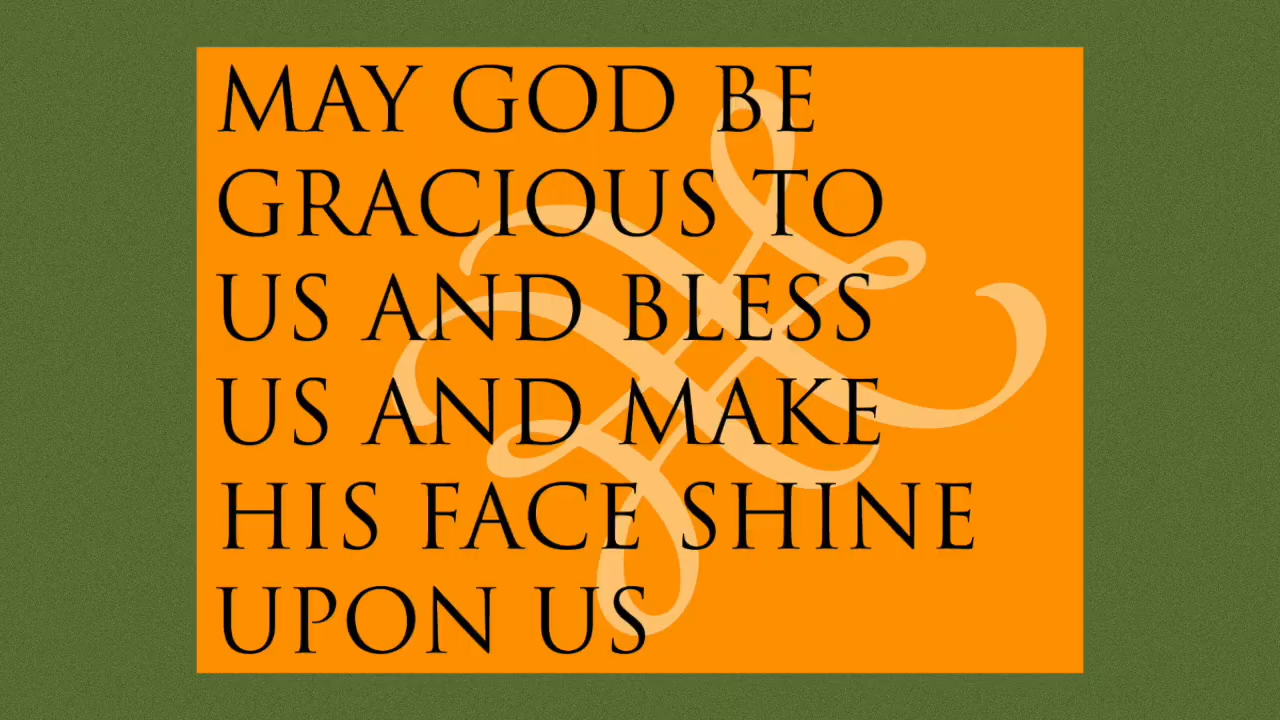 MAY GOD BE
GRACIOUS TO
US AND BLESS
US AND MAKE
HIS FACE SHINE
UPON US